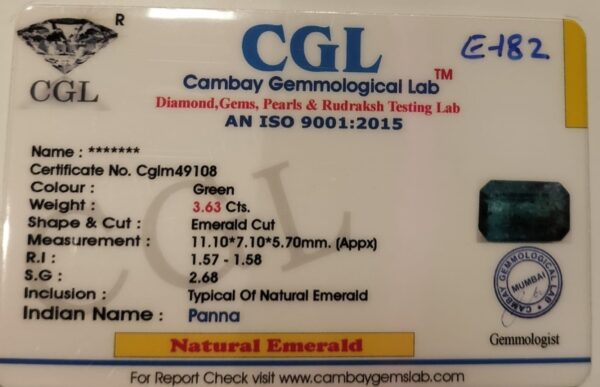 R
CGL
CGL™
Cambay Gemmological Lab
Diamond,Gems, Pearls & Rudraksh Testing Lab
AN ISO 9001:2015
E-182
Name : *******
Certificate No. Cglm49108
Colour : Green
Weight : 3.63 Cts.
Shape & Cut : Emerald Cut
Measurement : 11.10*7.10*5.70mm. (Appx)
R.I : 1.57 - 1.58
S.G : 2.68
Inclusion : Typical Of Natural Emerald
Indian Name : Panna
CGL
CAMBAY GEMMOLOGICAL LAB
MUMBAI
Gemmologist
Natural Emerald
For Report Check visit www.cambaygemslab.com